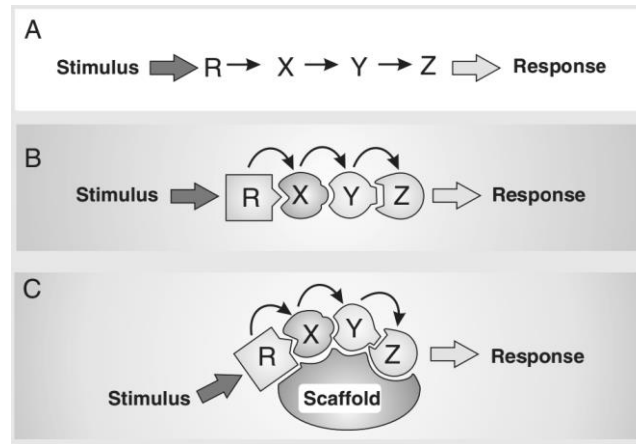 A
Stimulus R X Y Z Response
B
Stimulus R X Y Z Response
C
R X Y Z Response
Stimulus Scaffold